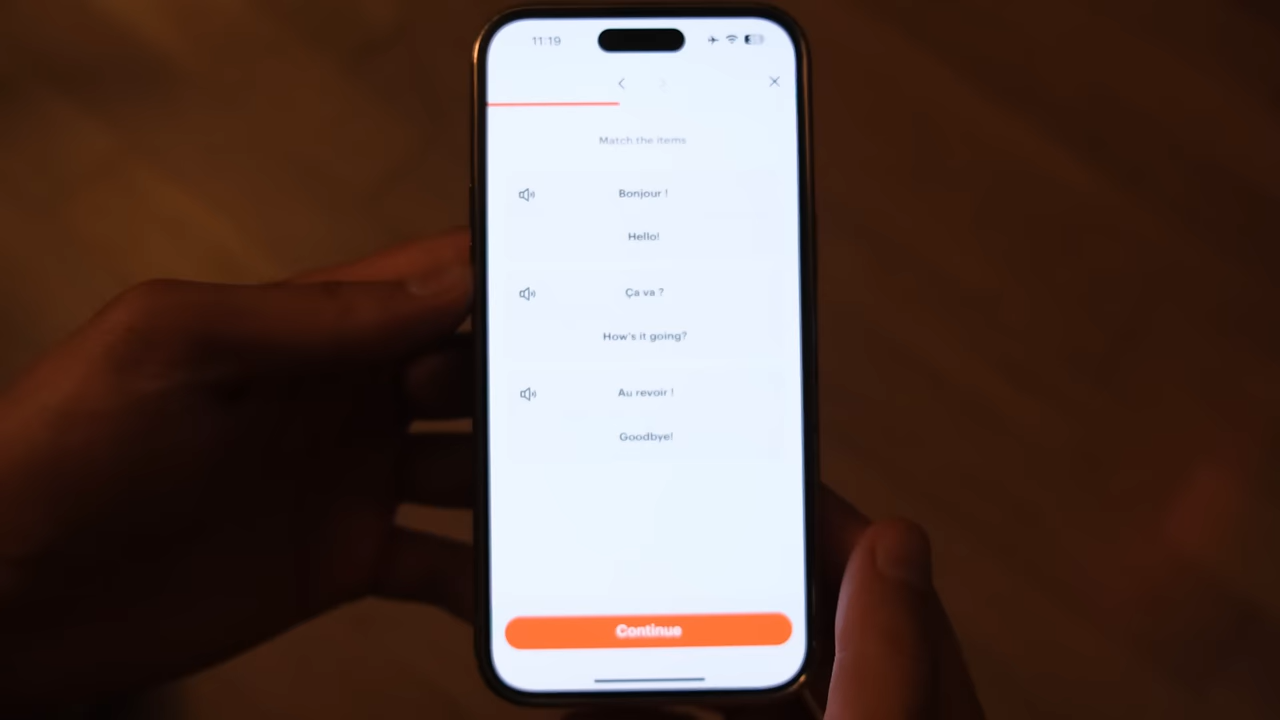 11:19
Match the items
Bonjour !
Hello!
Ça va ?
How's it going?
Au revoir !
Goodbye!
Continue